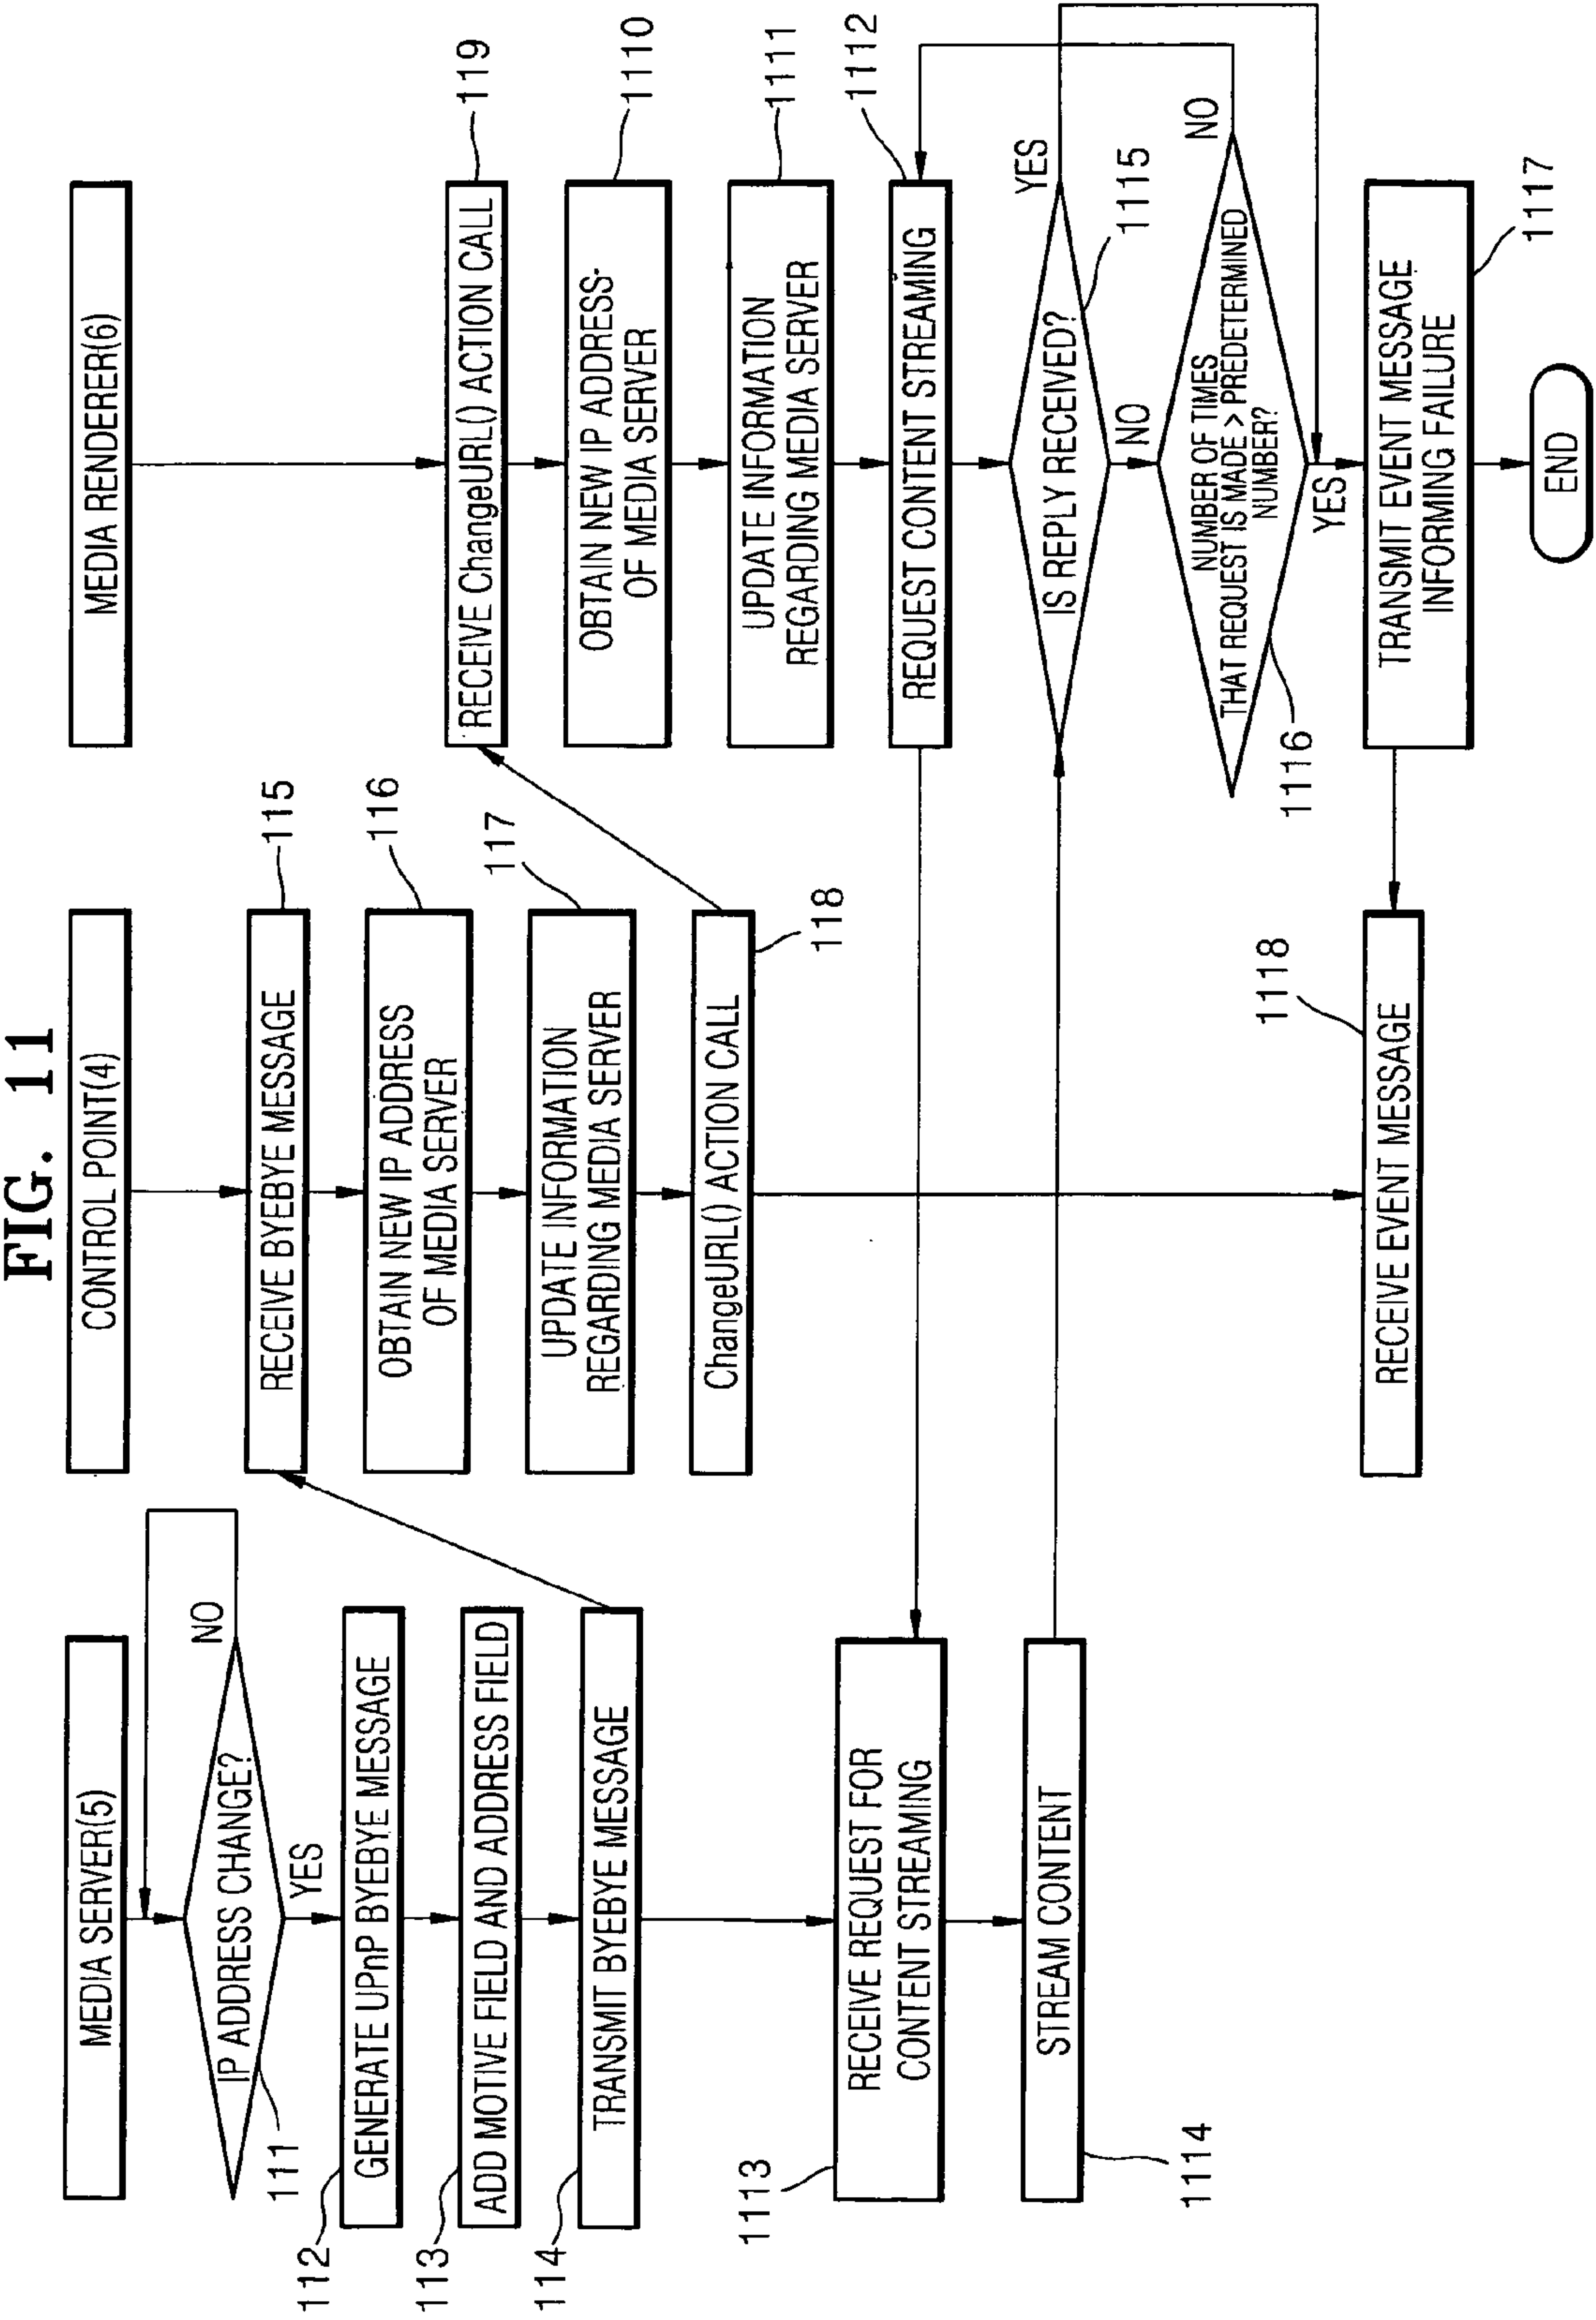 FIG. 11
MEDIA SERVER(5)
IP ADDRESS CHANGE?
NO
YES
111
GENERATE UPnP BYEBYE MESSAGE
112
ADD MOTIVE FIELD AND ADDRESS FIELD
113
TRANSMIT BYEBYE MESSAGE
114
RECEIVE REQUEST FOR
CONTENT STREAMING
1113
STREAM CONTENT
1114
CONTROL POINT(4)
RECEIVE BYEBYE MESSAGE
115
OBTAIN NEW IP ADDRESS
OF MEDIA SERVER
116
UPDATE INFORMATION
REGARDING MEDIA SERVER
117
ChangeURL() ACTION CALL
118
RECEIVE EVENT MESSAGE
1118
MEDIA RENDERER(6)
RECEIVE ChangeURL() ACTION CALL
119
OBTAIN NEW IP ADDRESS
OF MEDIA SERVER
1110
UPDATE INFORMATION
REGARDING MEDIA SERVER
1111
REQUEST CONTENT STREAMING
1112
IS REPLY RECEIVED?
YES
1115
NO
NUMBER OF TIMES
THAT REQUEST IS MADE > PREDETERMINED
NUMBER?
NO
1116
YES
TRANSMIT EVENT MESSAGE
INFORMING FAILURE
1117
END